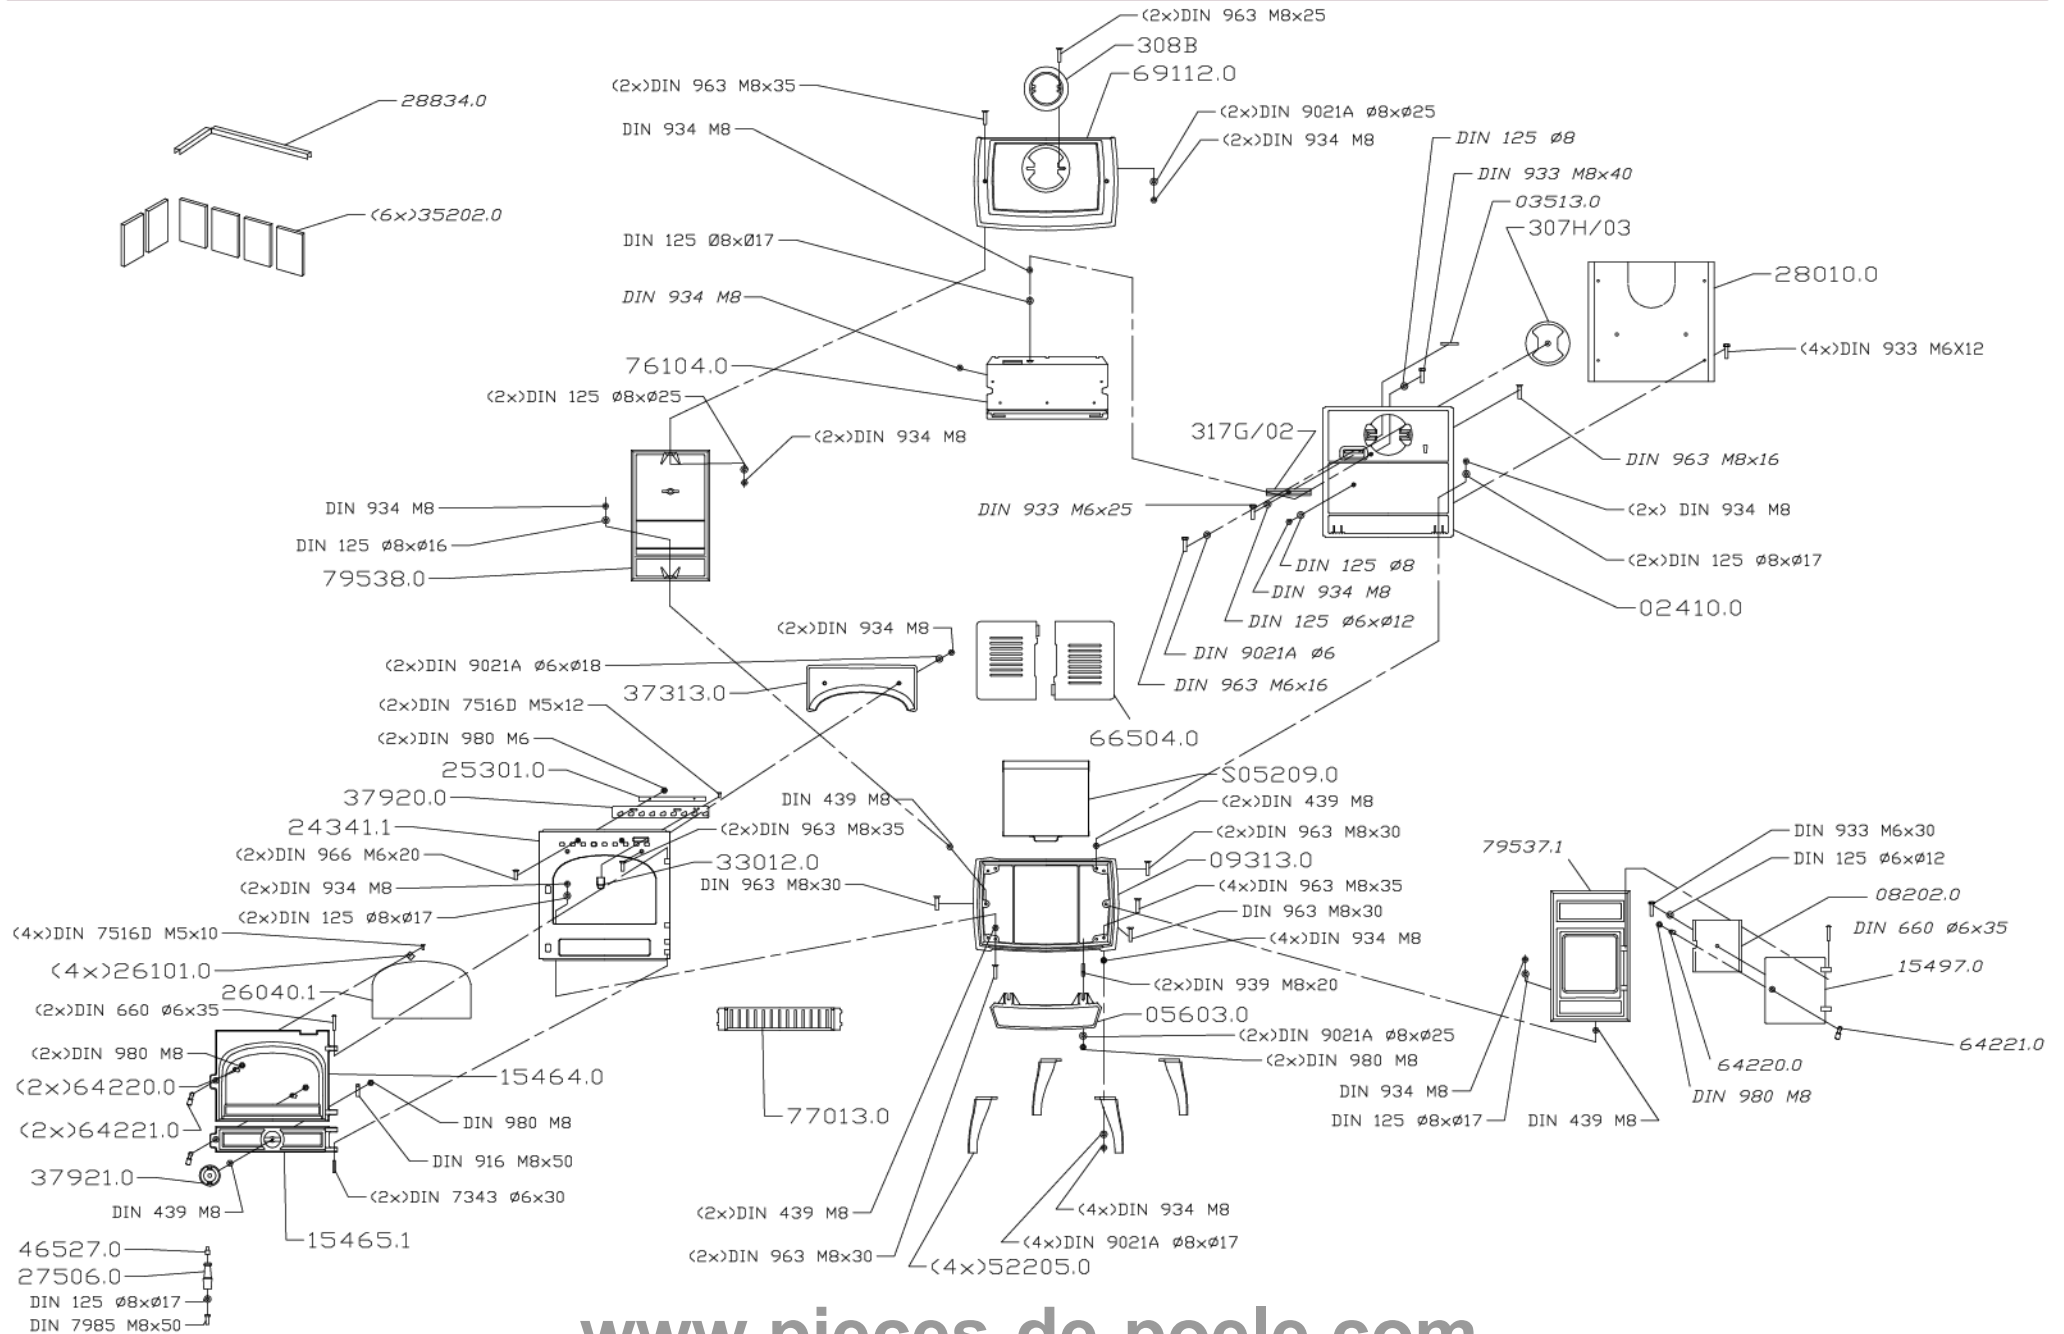 (2x)DIN 963 M8x25
308B
69112.0
(2x)DIN 963 M8x35
28834.0
(2x)DIN 9021A Ø8xØ25
DIN 934 M8
(2x)DIN 934 M8
DIN 125 Ø8
DIN 933 M8x40
03513.0
(6x)35202.0
307H/03
DIN 125 Ø8xØ17
28010.0
DIN 934 M8
(4x)DIN 933 M6X12
76104.0
(2x)DIN 125 Ø8xØ25
317G/02
(2x)DIN 934 M8
DIN 963 M8x16
DIN 934 M8
DIN 933 M6x25
(2x) DIN 934 M8
DIN 125 Ø8xØ16
DIN 125 Ø8
(2x)DIN 125 Ø8xØ17
79538.0
DIN 934 M8
02410.0
DIN 125 Ø6xØ12
(2x)DIN 934 M8
DIN 9021A Ø6
(2x)DIN 9021A Ø6xØ18
DIN 963 M6x16
37313.0
(2x)DIN 7516D M5x12
66504.0
(2x)DIN 980 M6
25301.0
S05209.0
37920.0
DIN 439 M8
(2x)DIN 439 M8
24341.1
(2x)DIN 963 M8x35
(2x)DIN 963 M8x30
DIN 933 M6x30
79537.1
(2x)DIN 966 M6x20
33012.0
09313.0
DIN 125 Ø6xØ12
(2x)DIN 934 M8
DIN 963 M8x30
(4x)DIN 963 M8x35
08202.0
(2x)DIN 125 Ø8xØ17
DIN 963 M8x30
DIN 660 Ø6x35
(4x)DIN 7516D M5x10
(4x)DIN 934 M8
(4x)26101.0
15497.0
26040.1
(2x)DIN 939 M8x20
(2x)DIN 660 Ø6x35
05603.0
(2x)DIN 9021A Ø8xØ25
64221.0
(2x)DIN 980 M8
(2x)DIN 980 M8
64220.0
15464.0
(2x)64220.0
DIN 934 M8
DIN 980 M8
77013.0
DIN 980 M8
DIN 125 Ø8xØ17
DIN 439 M8
(2x)64221.0
DIN 916 M8x50
37921.0
(2x)DIN 7343 Ø6x30
DIN 439 M8
(2x)DIN 439 M8
(4x)DIN 934 M8
15465.1
(4x)DIN 9021A Ø8xØ17
46527.0
(2x)DIN 963 M8x30
(4x)52205.0
27506.0
DIN 125 Ø8xØ17
DIN 7985 M8x50
www.pieces-de-poele.com